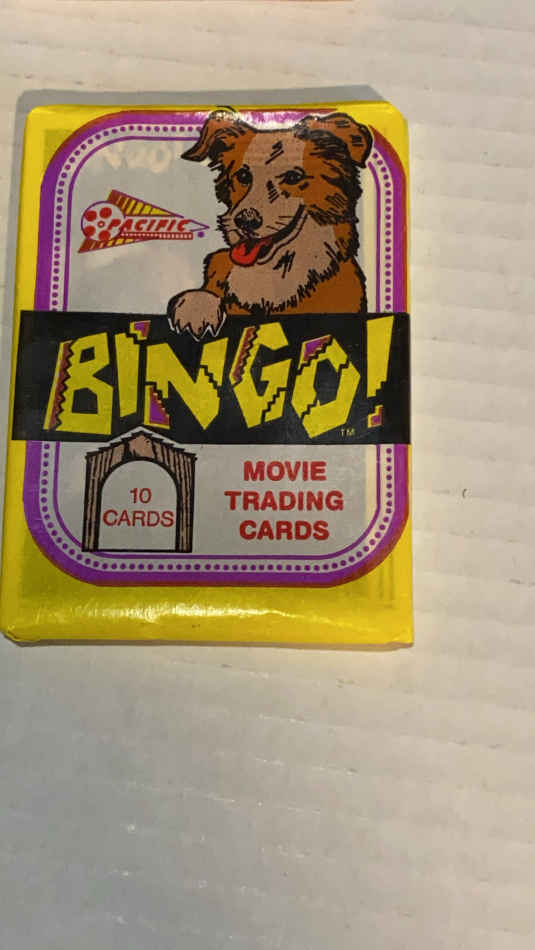 PACIFIC
BINGO!
TM
10
CARDS
MOVIE
TRADING
CARDS